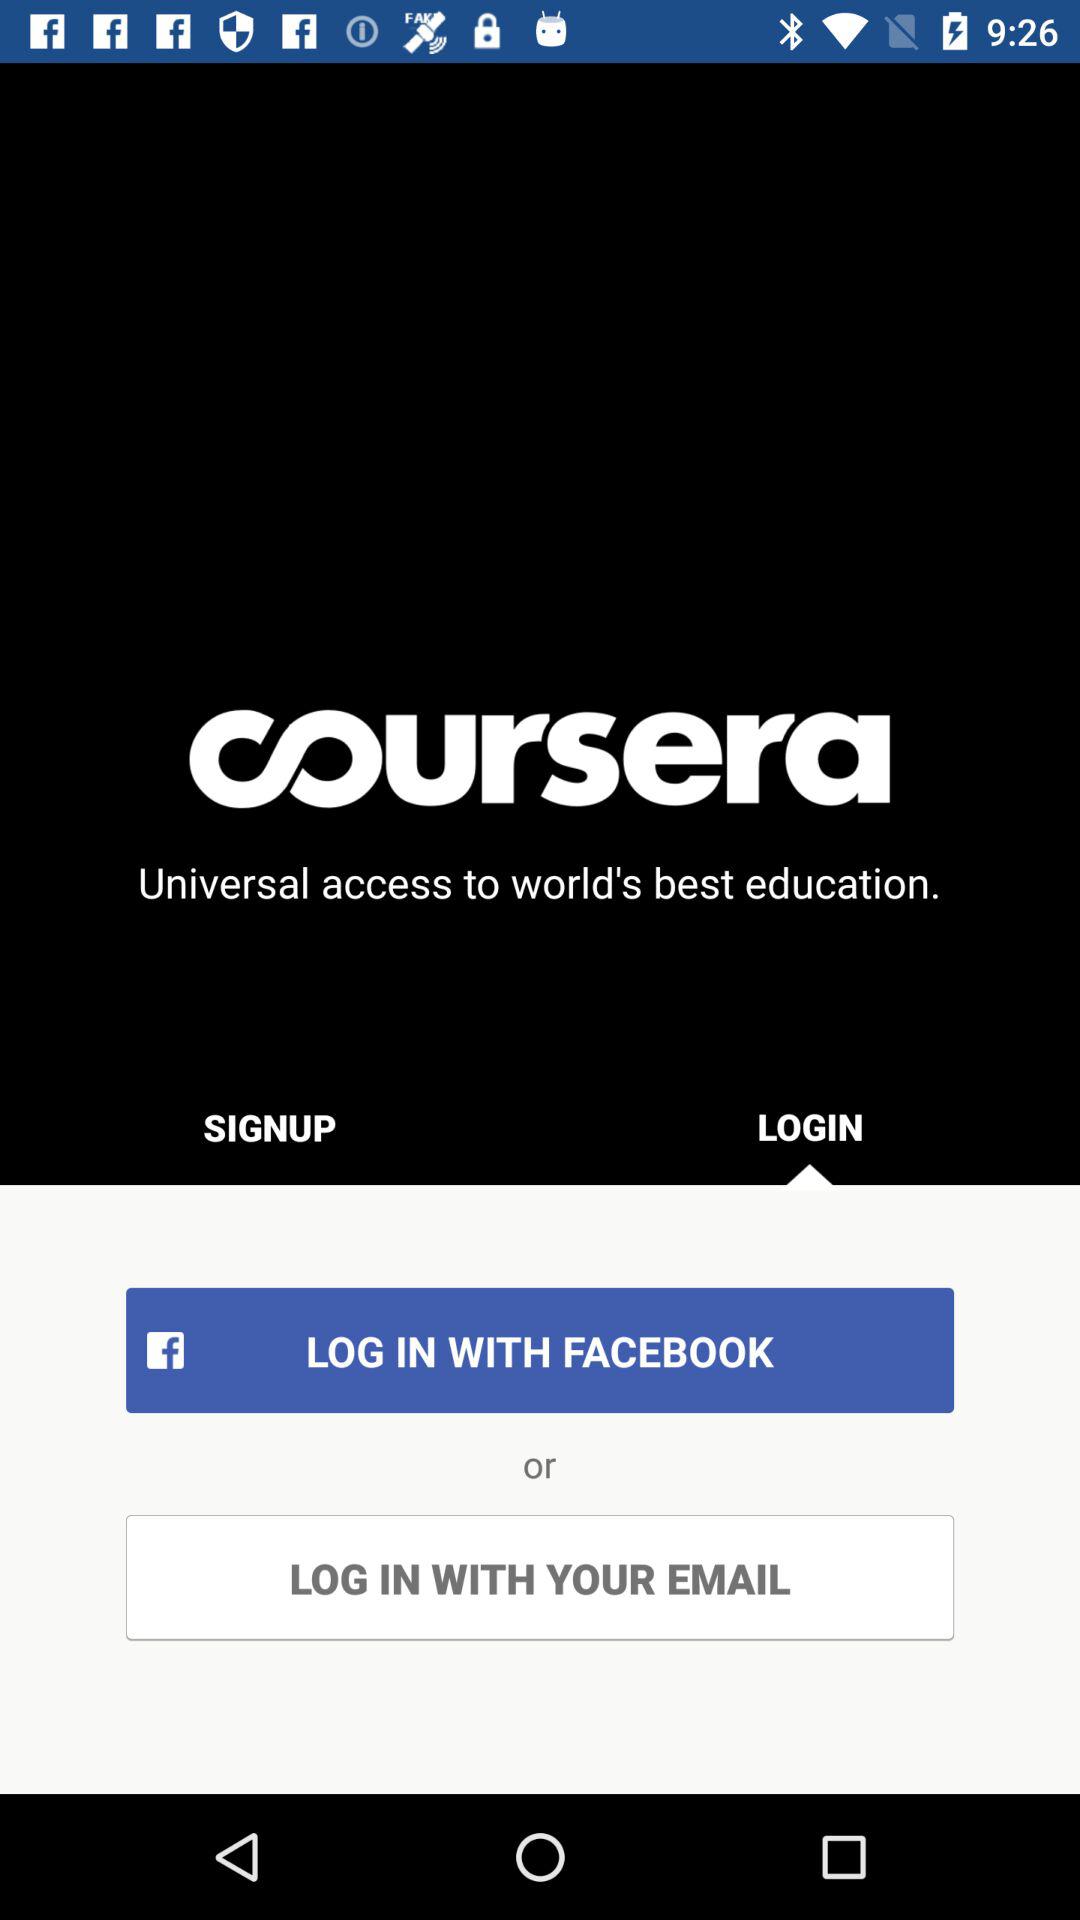 FAKE
9:26
coursera
Universal access to world's best education.
SIGNUP
LOGIN
LOG IN WITH FACEBOOK
or
LOG IN WITH YOUR EMAIL